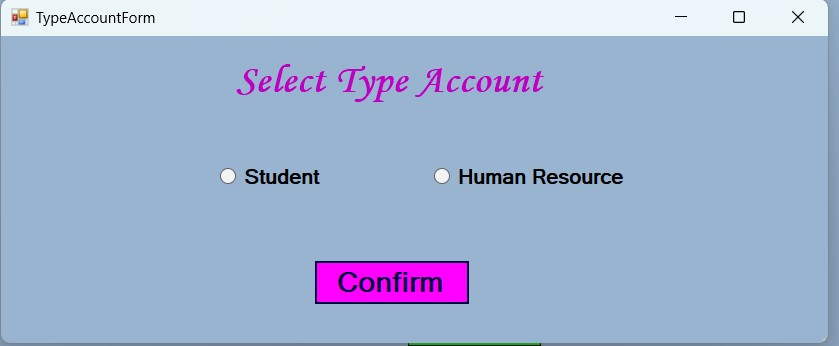 TypeAccountForm
Select Type Account
Student
Human Resource
Confirm